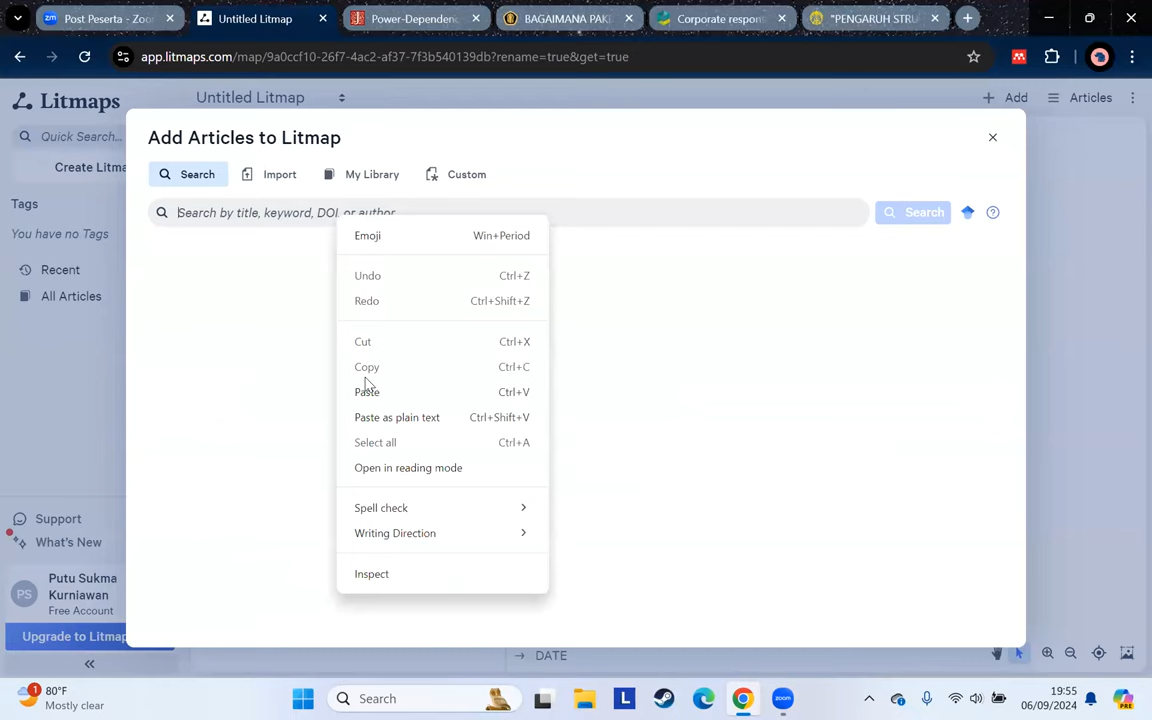 Post Peserta - Zoo
Untitled Litmap
Power-Dependenc
BAGAIMANA PAK
Corporate respon
"PENGARUH STRU
app.litmaps.com/map/9a0ccf10-26f7-4ac2-af37-7f3b540139db?rename=true&get=true
Litmaps
Untitled Litmap
Add
Articles
Quick Search...
Create Litma
Tags
You have no Tags
Recent
All Articles
Add Articles to Litmap
Search
Import
My Library
Custom
Search by title, keyword, DOI, or author
Search
Emoji Win+Period
Undo Ctrl+Z
Redo Ctrl+Shift+Z
Cut Ctrl+X
Copy Ctrl+C
Paste Ctrl+V
Paste as plain text Ctrl+Shift+V
Select all Ctrl+A
Open in reading mode
Spell check
Writing Direction
Inspect
Support
What's New
PS
Putu Sukma
Kurniawan
Free Account
Upgrade to Litmap
DATE
1
80°F
Mostly clear
Search
L
zoom
19:55
06/09/2024
PRE